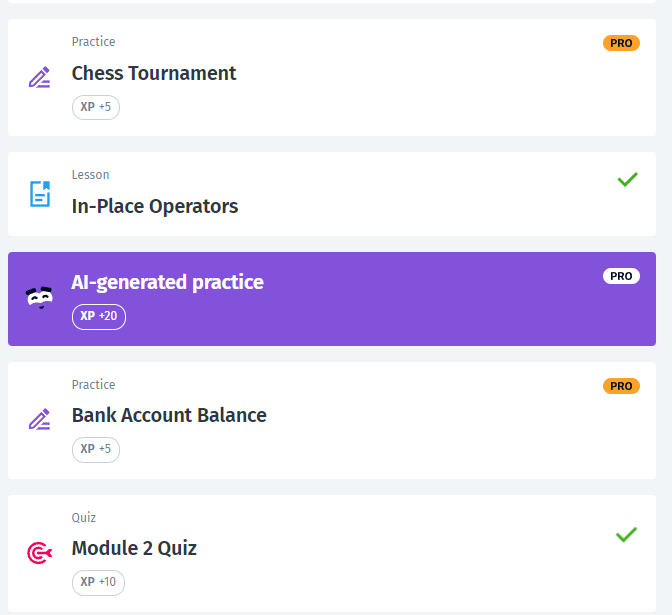 Practice
PRO
Chess Tournament
XP +5
Lesson
In-Place Operators
AI-generated practice
PRO
XP +20
Practice
PRO
Bank Account Balance
XP +5
Quiz
Module 2 Quiz
XP +10